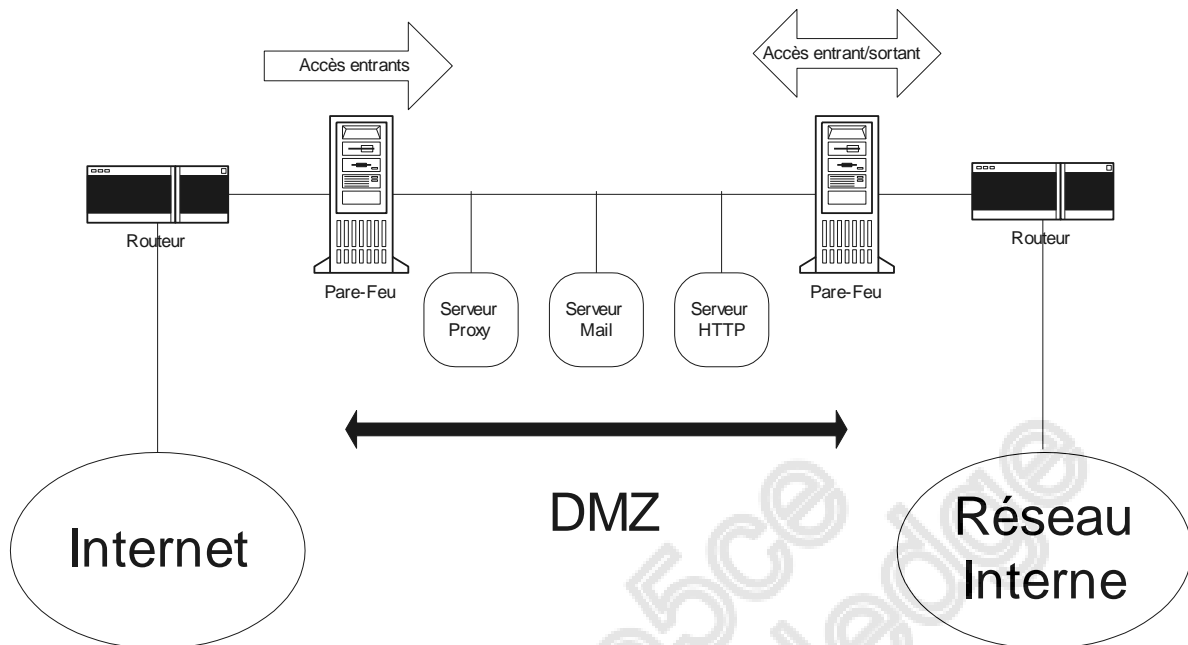 Accès entrants
Accès entrant/sortant
Routeur
Routeur
Pare-Feu
Pare-Feu
Serveur
Proxy
Serveur
Mail
Serveur
HTTP
DMZ
Internet
Réseau
Interne